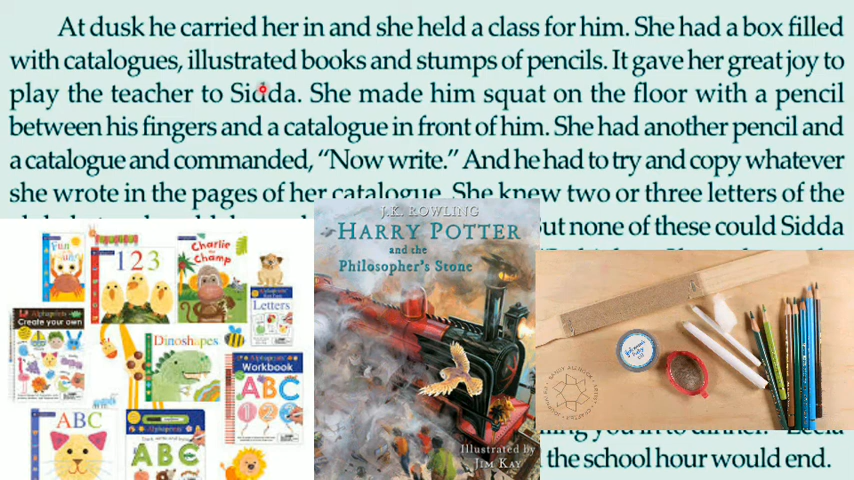 At dusk he carried her in and she held a class for him. She had a box filled
with catalogues, illustrated books and stumps of pencils. It gave her great joy to
play the teacher to Sidda. She made him squat on the floor with a pencil
between his fingers and a catalogue in front of him. She had another pencil and
a catalogue and commanded, “Now write.” And he had to try and copy whatever
she wrote in the pages of her catalogue. She knew two or three letters of the
but none of these could Sidda
the school hour would end.
123
Charlie
the
Champ
Letters
Alphaprints
Create your own
Dinoshapes
Workbook
ABC
123
ABC
ABC
J.K. ROWLING
HARRY POTTER
and the
Philosopher's Stone
Illustrated by
JIM KAY